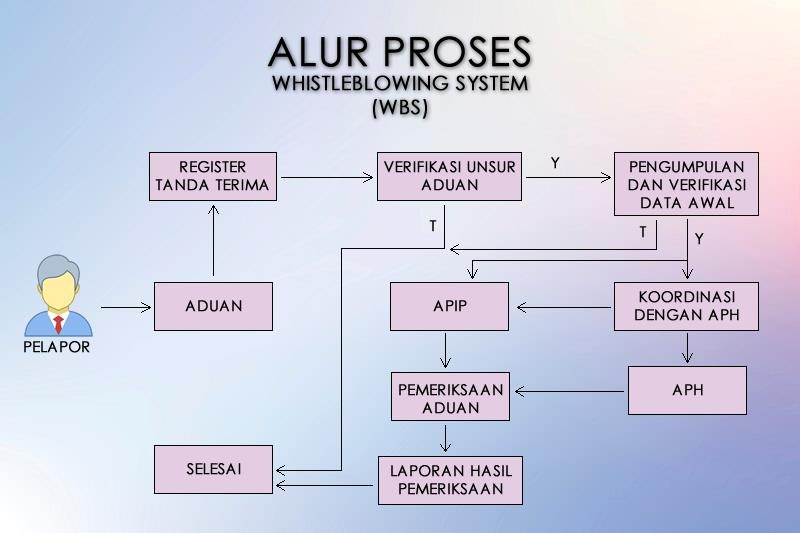 ALUR PROSES
WHISTLEBLOWING SYSTEM
(WBS)
REGISTER
TANDA TERIMA
VERIFIKASI UNSUR
ADUAN
Y
PENGUMPULAN
DAN VERIFIKASI
DATA AWAL
T
T
Y
PELAPOR
ADUAN
APIP
KOORDINASI
DENGAN APH
PEMERIKSAAN
ADUAN
APH
SELESAI
LAPORAN HASIL
PEMERIKSAAN